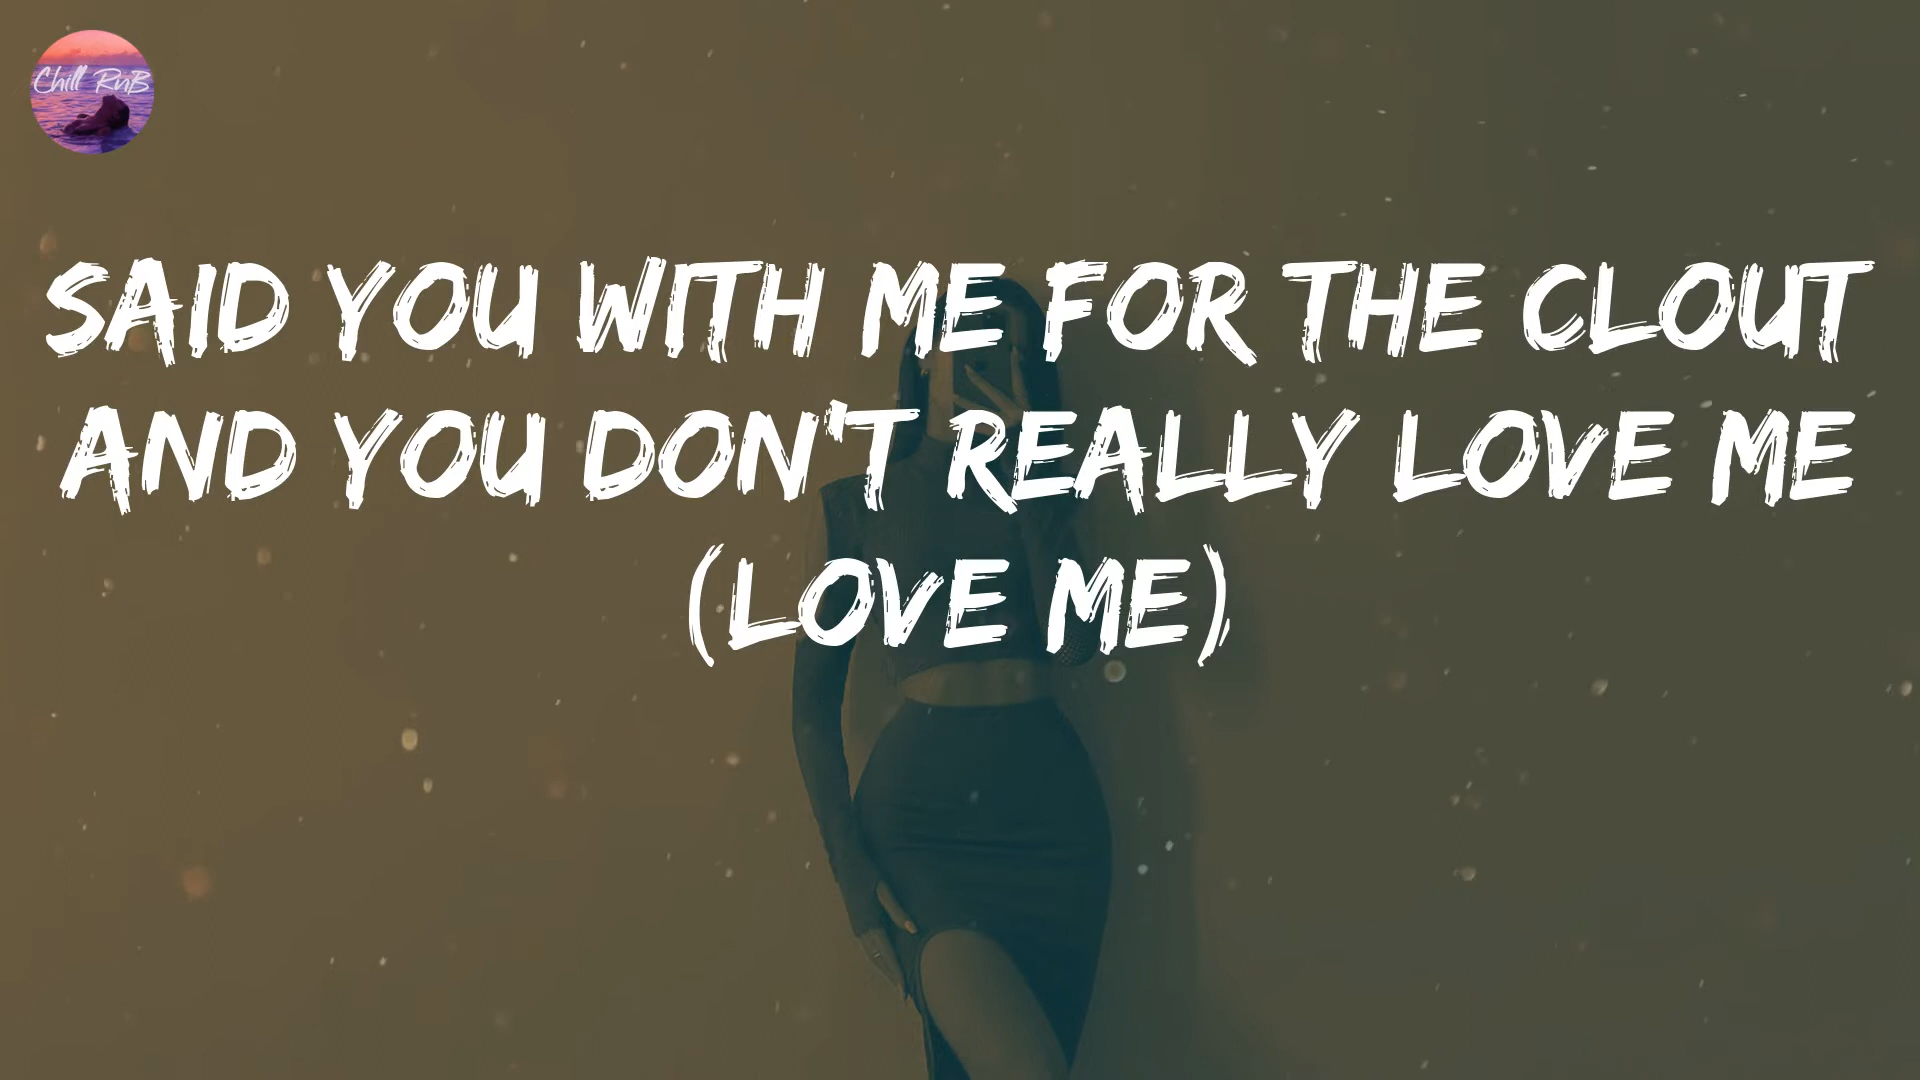 Chill RnB
SAID YOU WITH ME FOR THE CLOUT
AND YOU DON'T REALLY LOVE ME
(LOVE ME)